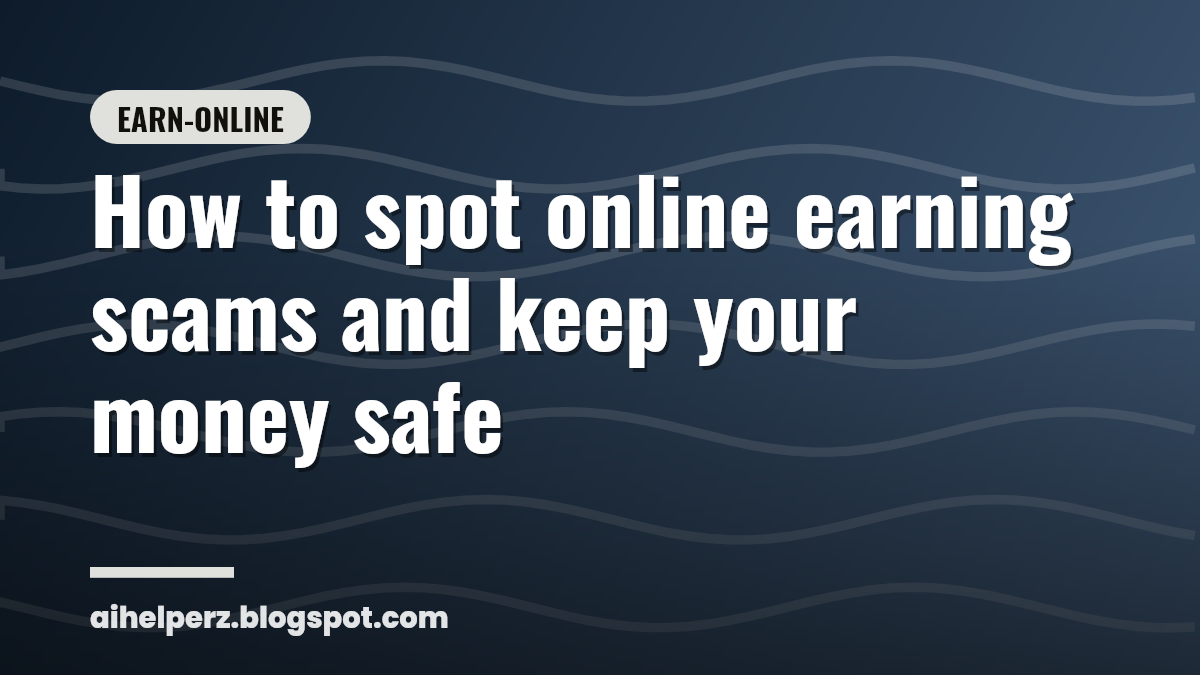 EARN-ONLINE
How to spot online earning
scams and keep your
money safe
aihelperz.blogspot.com